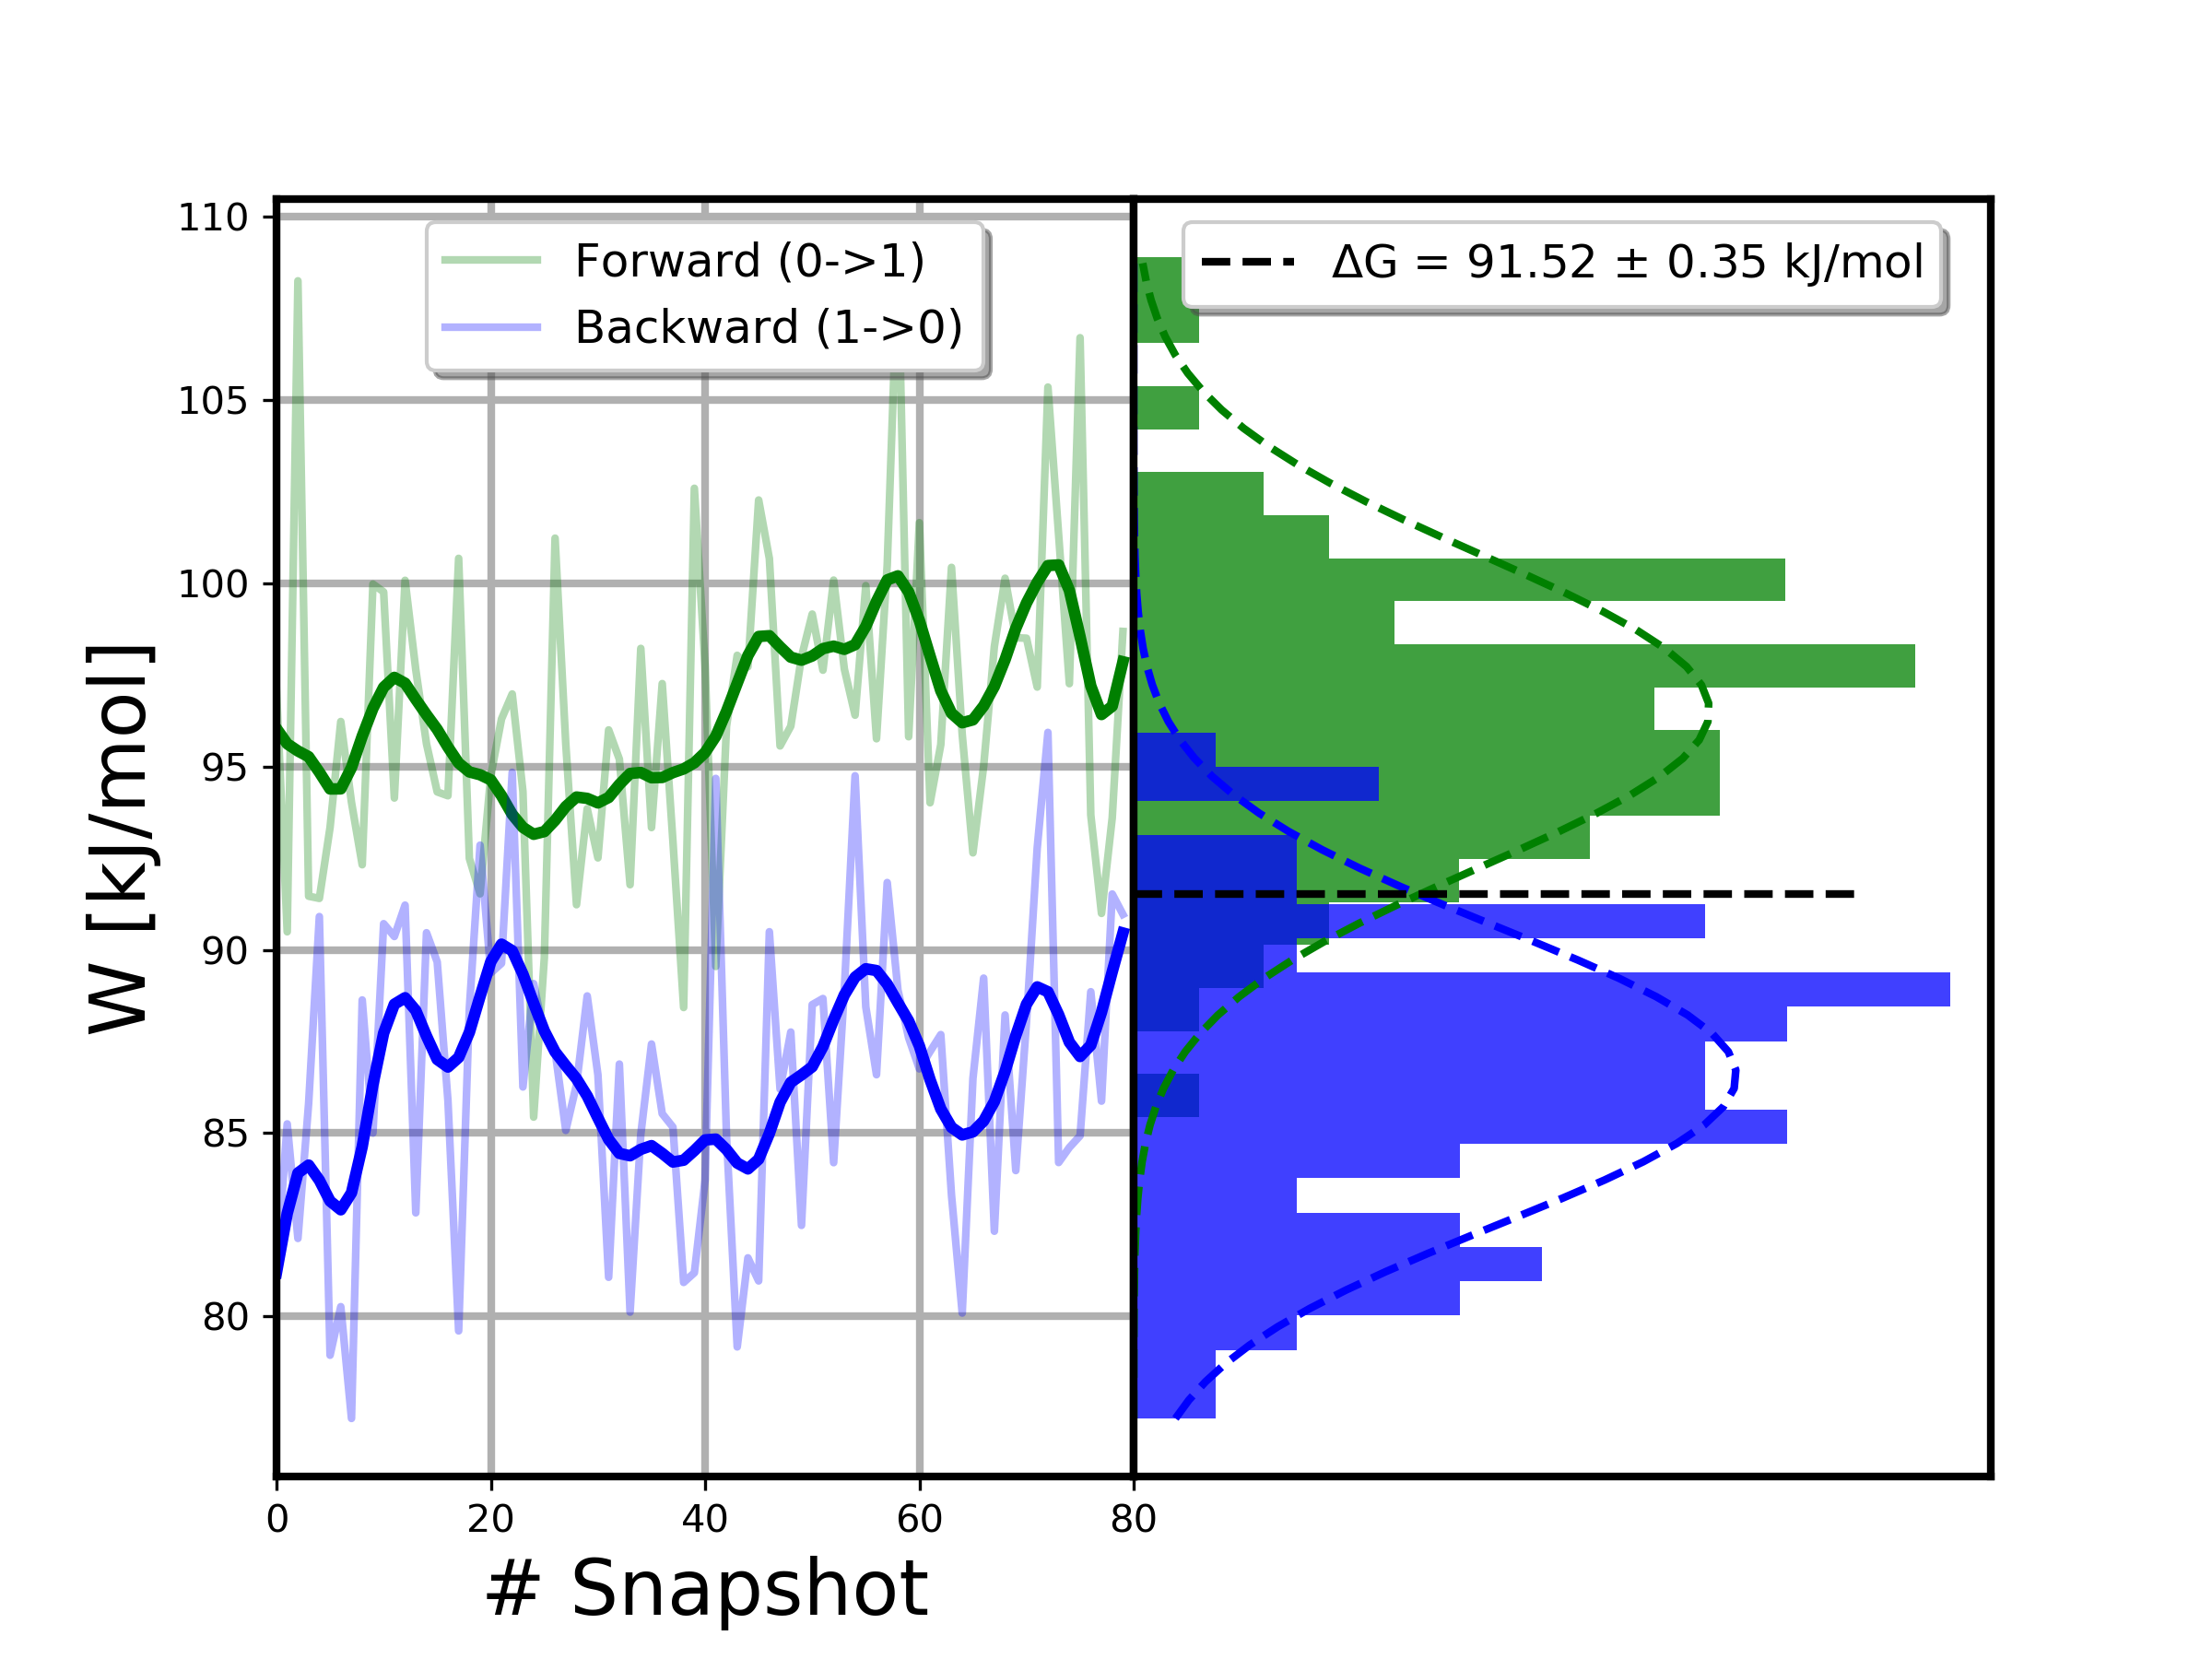 Forward (0->1)
Backward (1->0)
ΔG = 91.52 ± 0.35 kJ/mol
W [kJ/mol]
110
105
100
95
90
85
80
0 20 40 60 80
# Snapshot